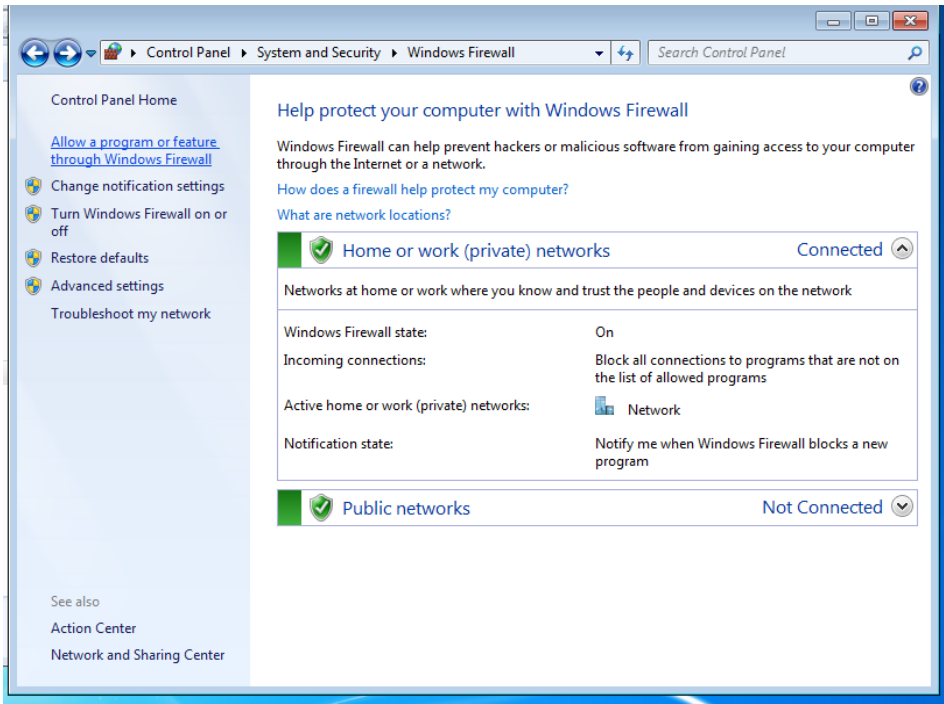 Control Panel ▸ System and Security ▸ Windows Firewall
Search Control Panel
Control Panel Home
Allow a program or feature
through Windows Firewall
Change notification settings
Turn Windows Firewall on or
off
Restore defaults
Advanced settings
Troubleshoot my network
See also
Action Center
Network and Sharing Center
Help protect your computer with Windows Firewall
Windows Firewall can help prevent hackers or malicious software from gaining access to your computer
through the Internet or a network.
How does a firewall help protect my computer?
What are network locations?
Home or work (private) networks Connected
Networks at home or work where you know and trust the people and devices on the network
Windows Firewall state: On
Incoming connections: Block all connections to programs that are not on
the list of allowed programs
Active home or work (private) networks: Network
Notification state: Notify me when Windows Firewall blocks a new
program
Public networks Not Connected